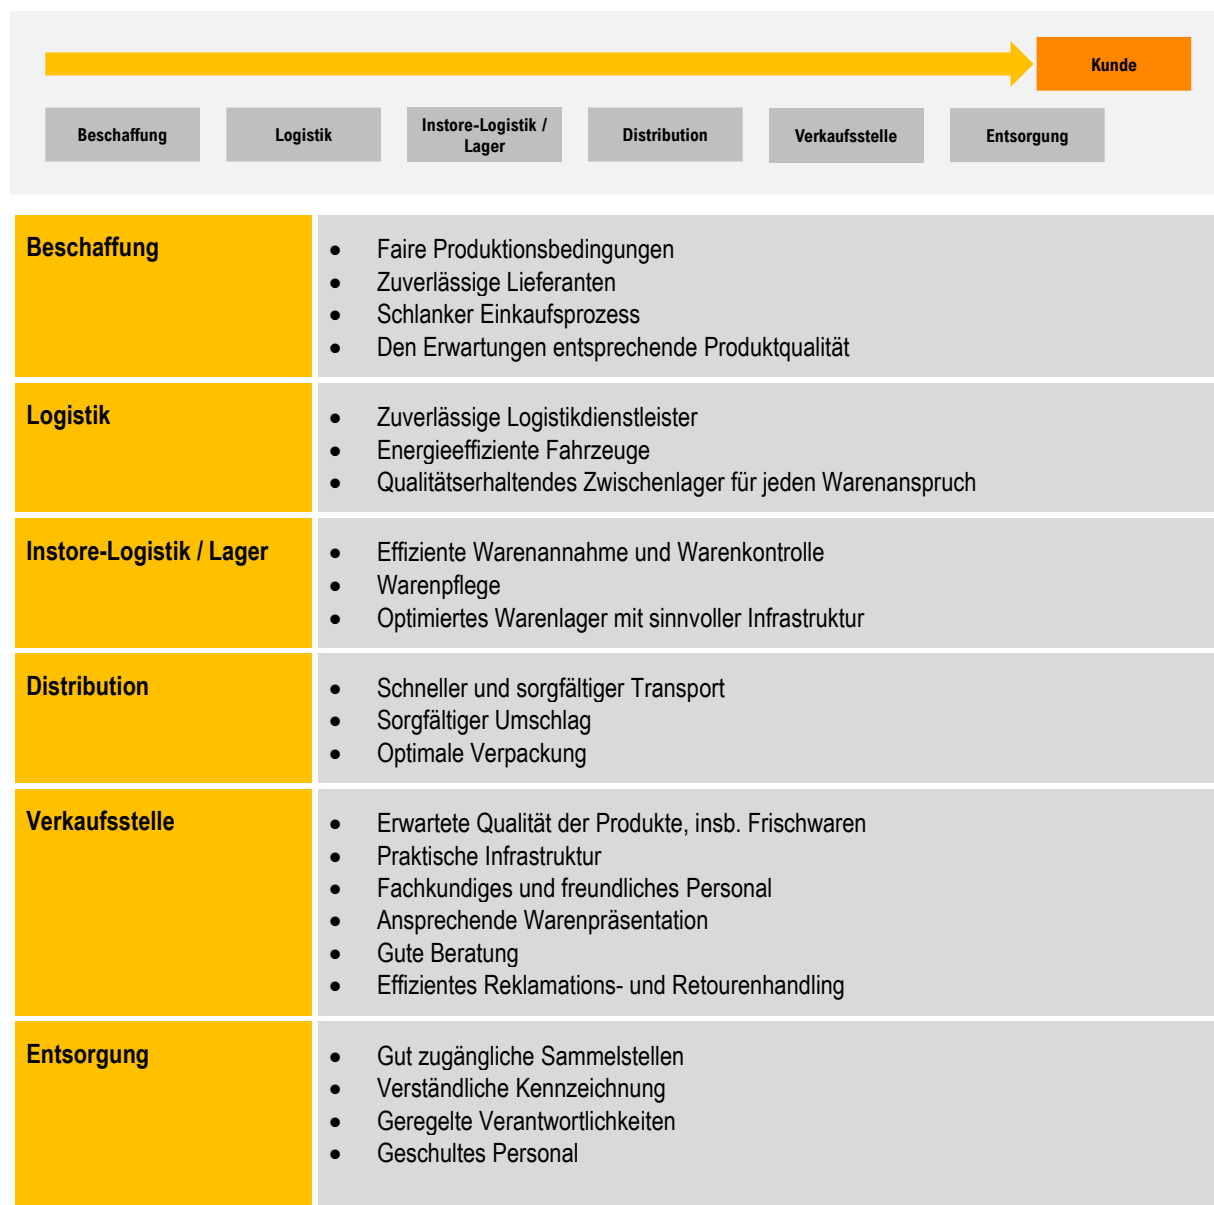 Kunde
Beschaffung
Logistik
Instore-Logistik /
Lager
Distribution
Verkaufsstelle
Entsorgung
Beschaffung
• Faire Produktionsbedingungen
• Zuverlässige Lieferanten
• Schlanker Einkaufsprozess
• Den Erwartungen entsprechende Produktqualität
Logistik
• Zuverlässige Logistikdienstleister
• Energieeffiziente Fahrzeuge
• Qualitätserhaltendes Zwischenlager für jeden Warenanspruch
Instore-Logistik / Lager
• Effiziente Warenannahme und Warenkontrolle
• Warenpflege
• Optimiertes Warenlager mit sinnvoller Infrastruktur
Distribution
• Schneller und sorgfältiger Transport
• Sorgfältiger Umschlag
• Optimale Verpackung
Verkaufsstelle
• Erwartete Qualität der Produkte, insb. Frischwaren
• Praktische Infrastruktur
• Fachkundiges und freundliches Personal
• Ansprechende Warenpräsentation
• Gute Beratung
• Effizientes Reklamations- und Retourenhandling
Entsorgung
• Gut zugängliche Sammelstellen
• Verständliche Kennzeichnung
• Geregelte Verantwortlichkeiten
• Geschultes Personal